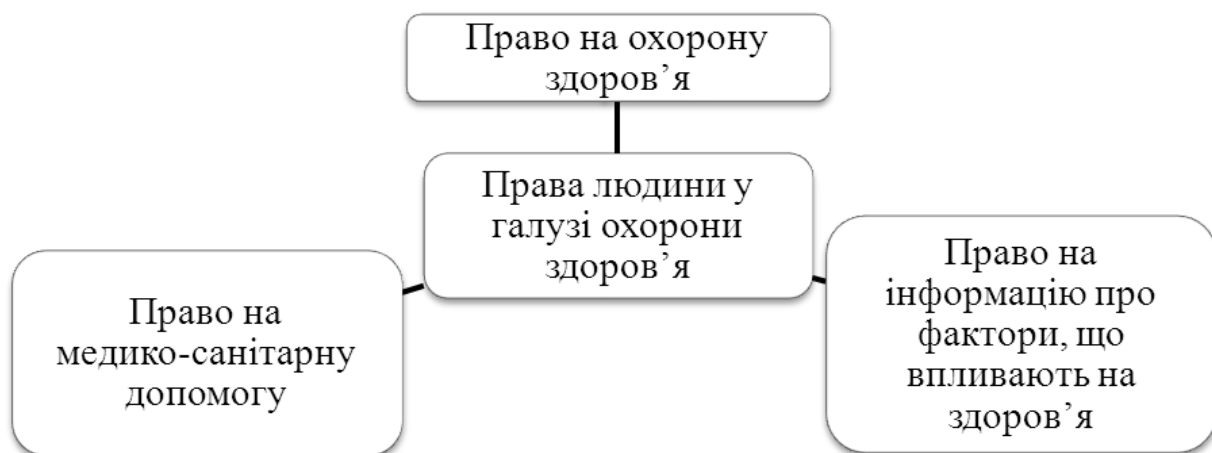 Право на охорону
здоров’я
Права людини у
галузі охорони
здоров’я
Право на
медико-санітарну
допомогу
Право на
інформацію про
фактори, що
впливають на
здоров’я